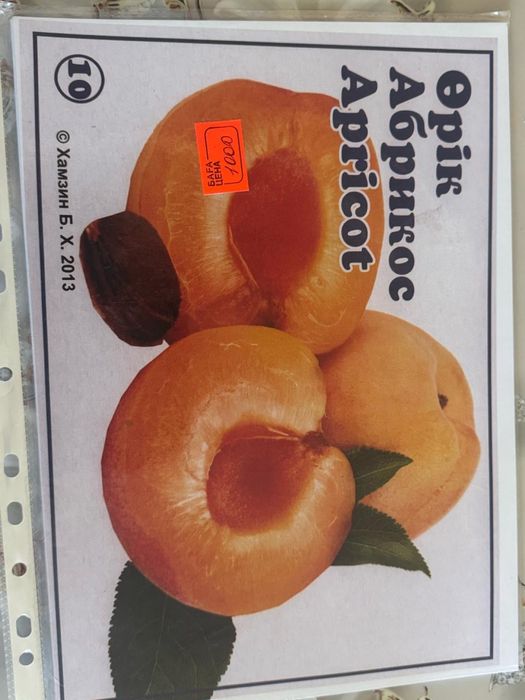 Өрік
Абрикос
Apricot
БАҒА
ЦЕНА
1000
10
© Хамзин Б. Х. 2013